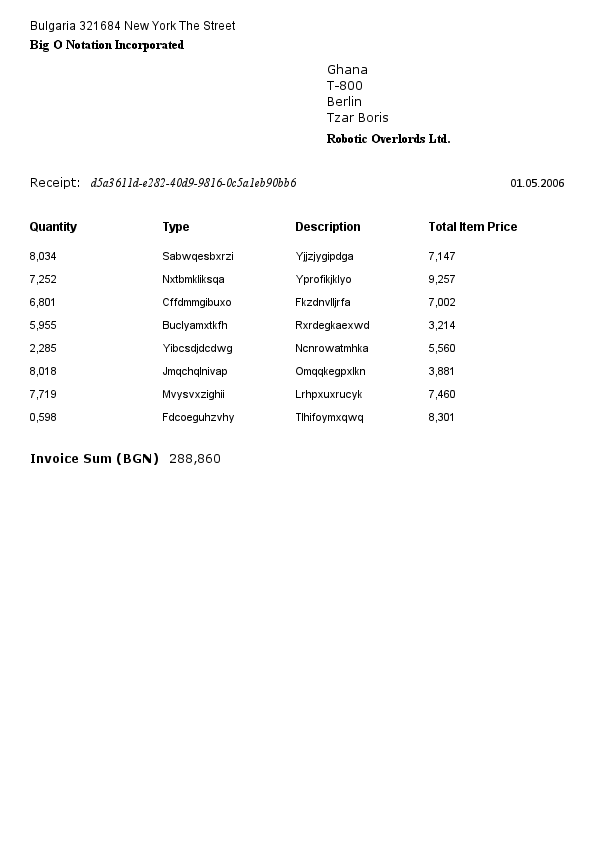 Bulgaria 321684 New York The Street
Big O Notation Incorporated
Ghana
T-800
Berlin
Tzar Boris
Robotic Overlords Ltd.
Receipt: d5a3611d-e282-40d9-9816-0c5a1eb90bb6 01.05.2006
Quantity Type Description Total Item Price
8,034 Sabwqesbxrzi Yjjzjygipdga 7,147
7,252 Nxtbmkliksqa Yprofikjklyo 9,257
6,801 Cffdmmgibuxo Fkzdnvlljrfa 7,002
5,955 Buclyamxtkfh Rxrdegkaexwd 3,214
2,285 Yibcsdjdcdwg Ncnrowatmhka 5,560
8,018 Jmqchqlnivap Omqqkegpxlkn 3,881
7,719 Mvysvxzighii Lrhpxuxrucyk 7,460
0,598 Fdcoeguhzvhy Tlhifoymxqwq 8,301
Invoice Sum (BGN) 288,860